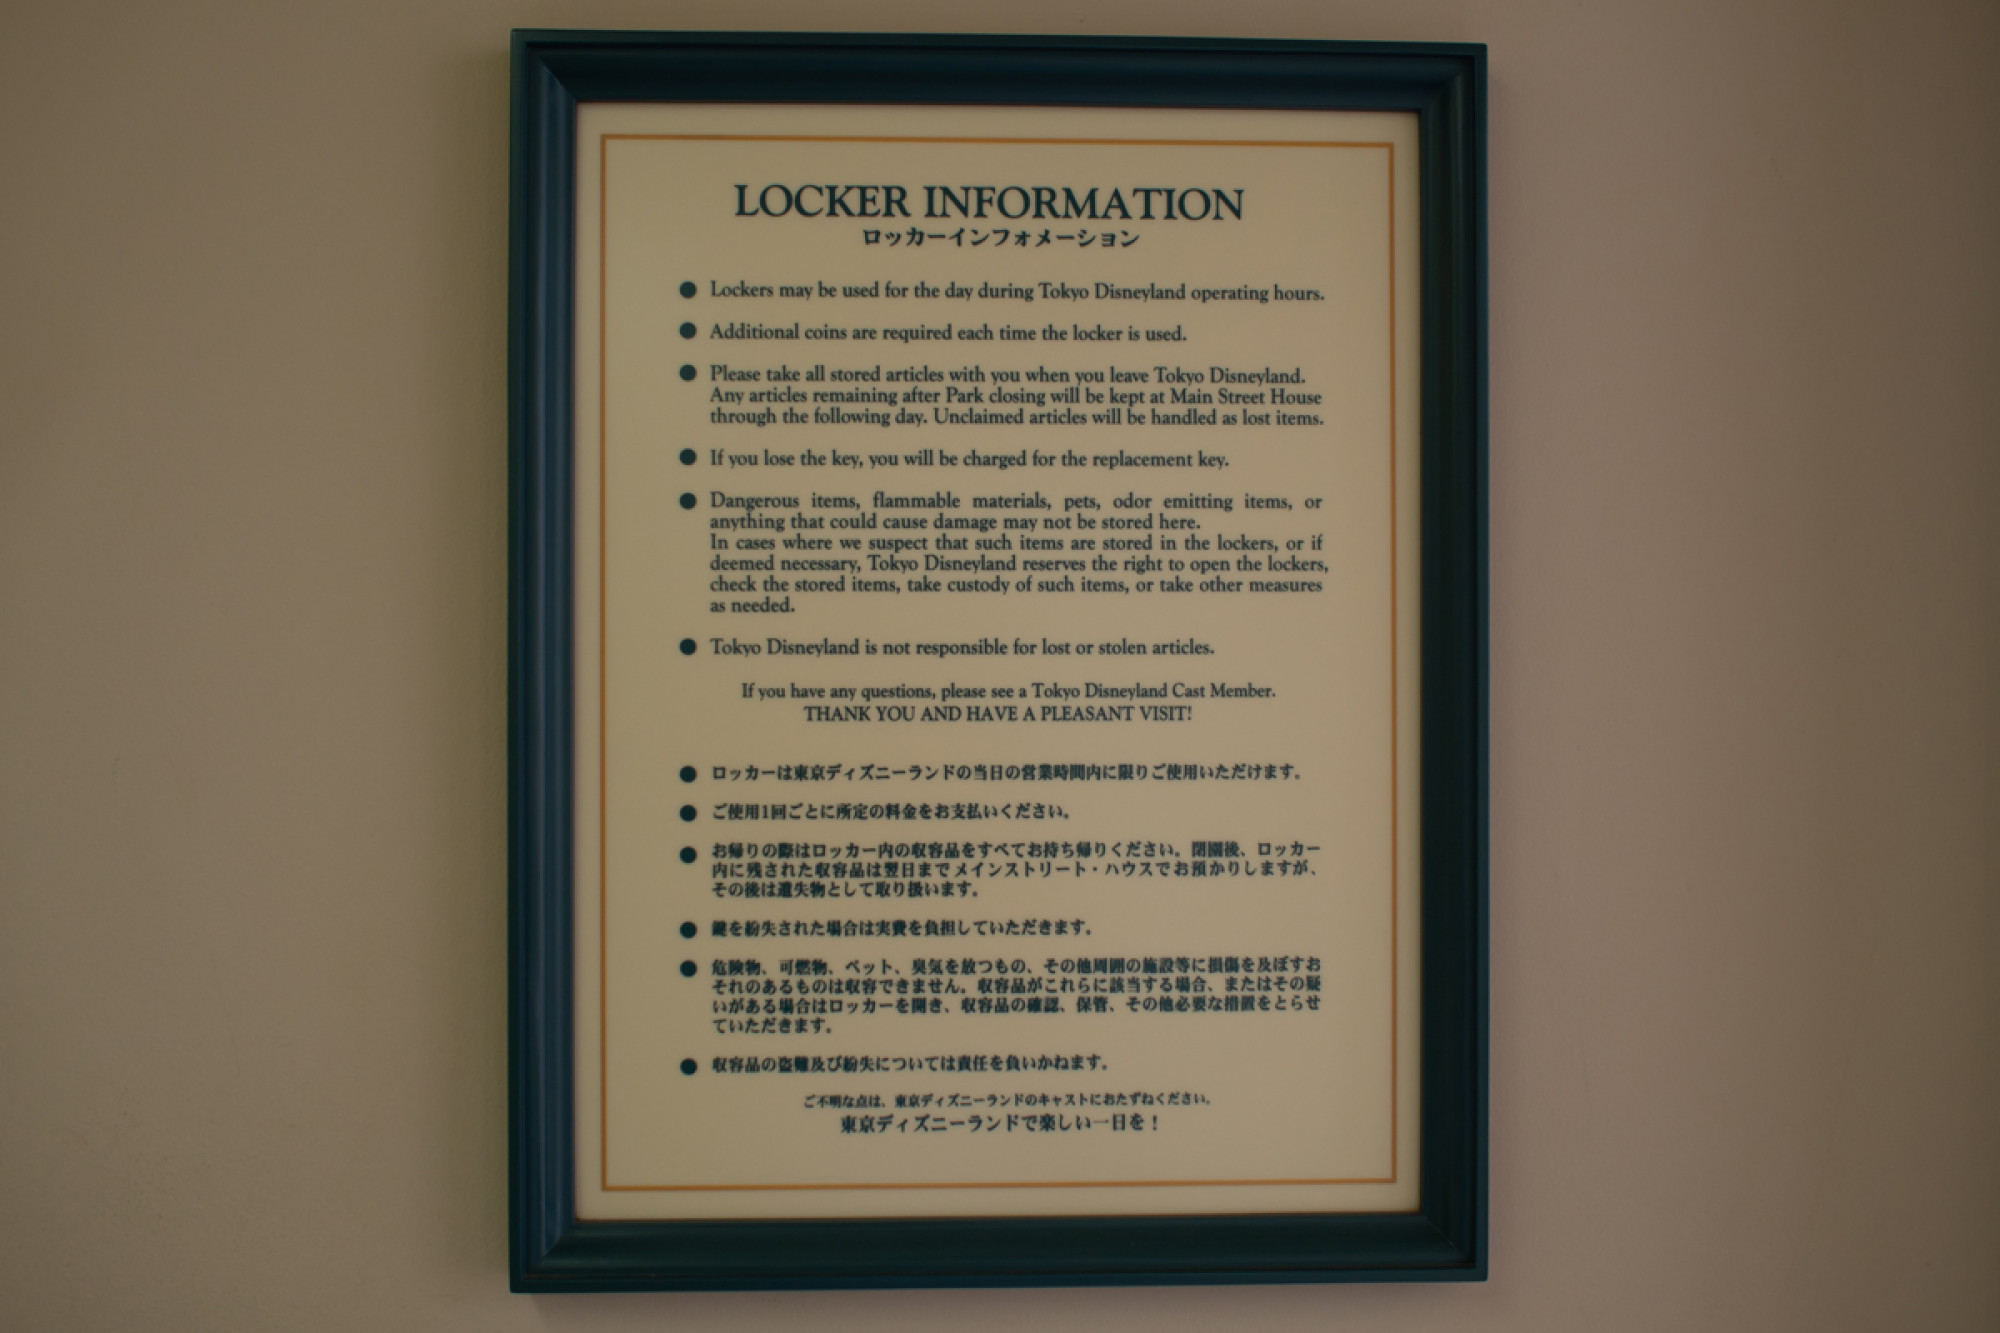 LOCKER INFORMATION
ロッカーインフォメーション
● Lockers may be used for the day during Tokyo Disneyland operating hours.
● Additional coins are required each time the locker is used.
● Please take all stored articles with you when you leave Tokyo Disneyland.
Any articles remaining after Park closing will be kept at Main Street House
through the following day. Unclaimed articles will be handled as lost items.
● If you lose the key, you will be charged for the replacement key.
● Dangerous items, flammable materials, pets, odor emitting items, or
anything that could cause damage may not be stored here.
In cases where we suspect that such items are stored in the lockers, or if
deemed necessary, Tokyo Disneyland reserves the right to open the lockers,
check the stored items, take custody of such items, or take other measures
as needed.
● Tokyo Disneyland is not responsible for lost or stolen articles.
If you have any questions, please see a Tokyo Disneyland Cast Member.
THANK YOU AND HAVE A PLEASANT VISIT!
● ロッカーは東京ディズニーランドの当日の営業時間内に限りご使用いただけます。
● ご使用1回ごとに所定の料金をお支払いください。
● お帰りの際はロッカー内の収容品をすべてお持ち帰りください。閉園後、ロッカー
内に残された収容品は翌日までメインストリート・ハウスでお預かりしますが、
その後は遺失物として取り扱います。
● 鍵を紛失された場合は実費を負担していただきます。
● 危険物、可燃物、ペット、臭気を放つもの、その他周囲の施設等に損傷を及ぼすお
それのあるものは収容できません。収容品がこれらに該当する場合、またはその疑
いがある場合はロッカーを開き、収容品の確認、保管、その他必要な措置をとらせ
ていただきます。
● 収容品の盗難及び紛失については責任を負いかねます。
ご不明な点は、東京ディズニーランドのキャストにおたずねください。
東京ディズニーランドで楽しい一日を！